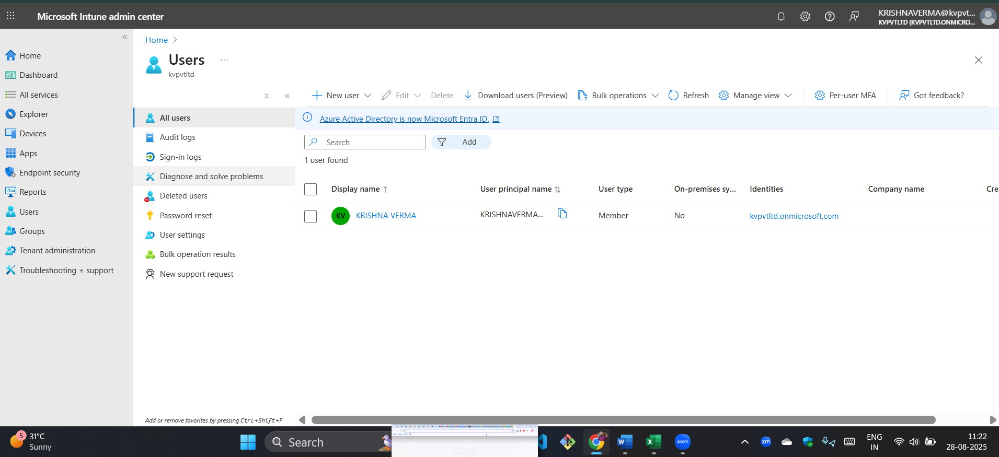 Microsoft Intune admin center
KRISHNAVERMA@kvpvt...
KVPVTLTD (KVPVTLTD.ONMICRO...
Home
Dashboard
All services
Explorer
Devices
Apps
Endpoint security
Reports
Users
Groups
Tenant administration
Troubleshooting + support
Home
Users
kvpvtltd
New user
Edit
Delete
Download users (Preview)
Bulk operations
Refresh
Manage view
Per-user MFA
Got feedback?
All users
Audit logs
Sign-in logs
Diagnose and solve problems
Deleted users
Password reset
User settings
Bulk operation results
New support request
Add or remove favorites by pressing Ctrl+Shift+F
Azure Active Directory is now Microsoft Entra ID.
Search
Add
1 user found
Display name User principal name User type On-premises sy... Identities Company name Cre
KV KRISHNA VERMA KRISHNAVERMA... Member No kvpvtltd.onmicrosoft.com
5
31°C
Sunny
Search
Google
zoom
zm
ENG
IN
11:22
28-08-2025